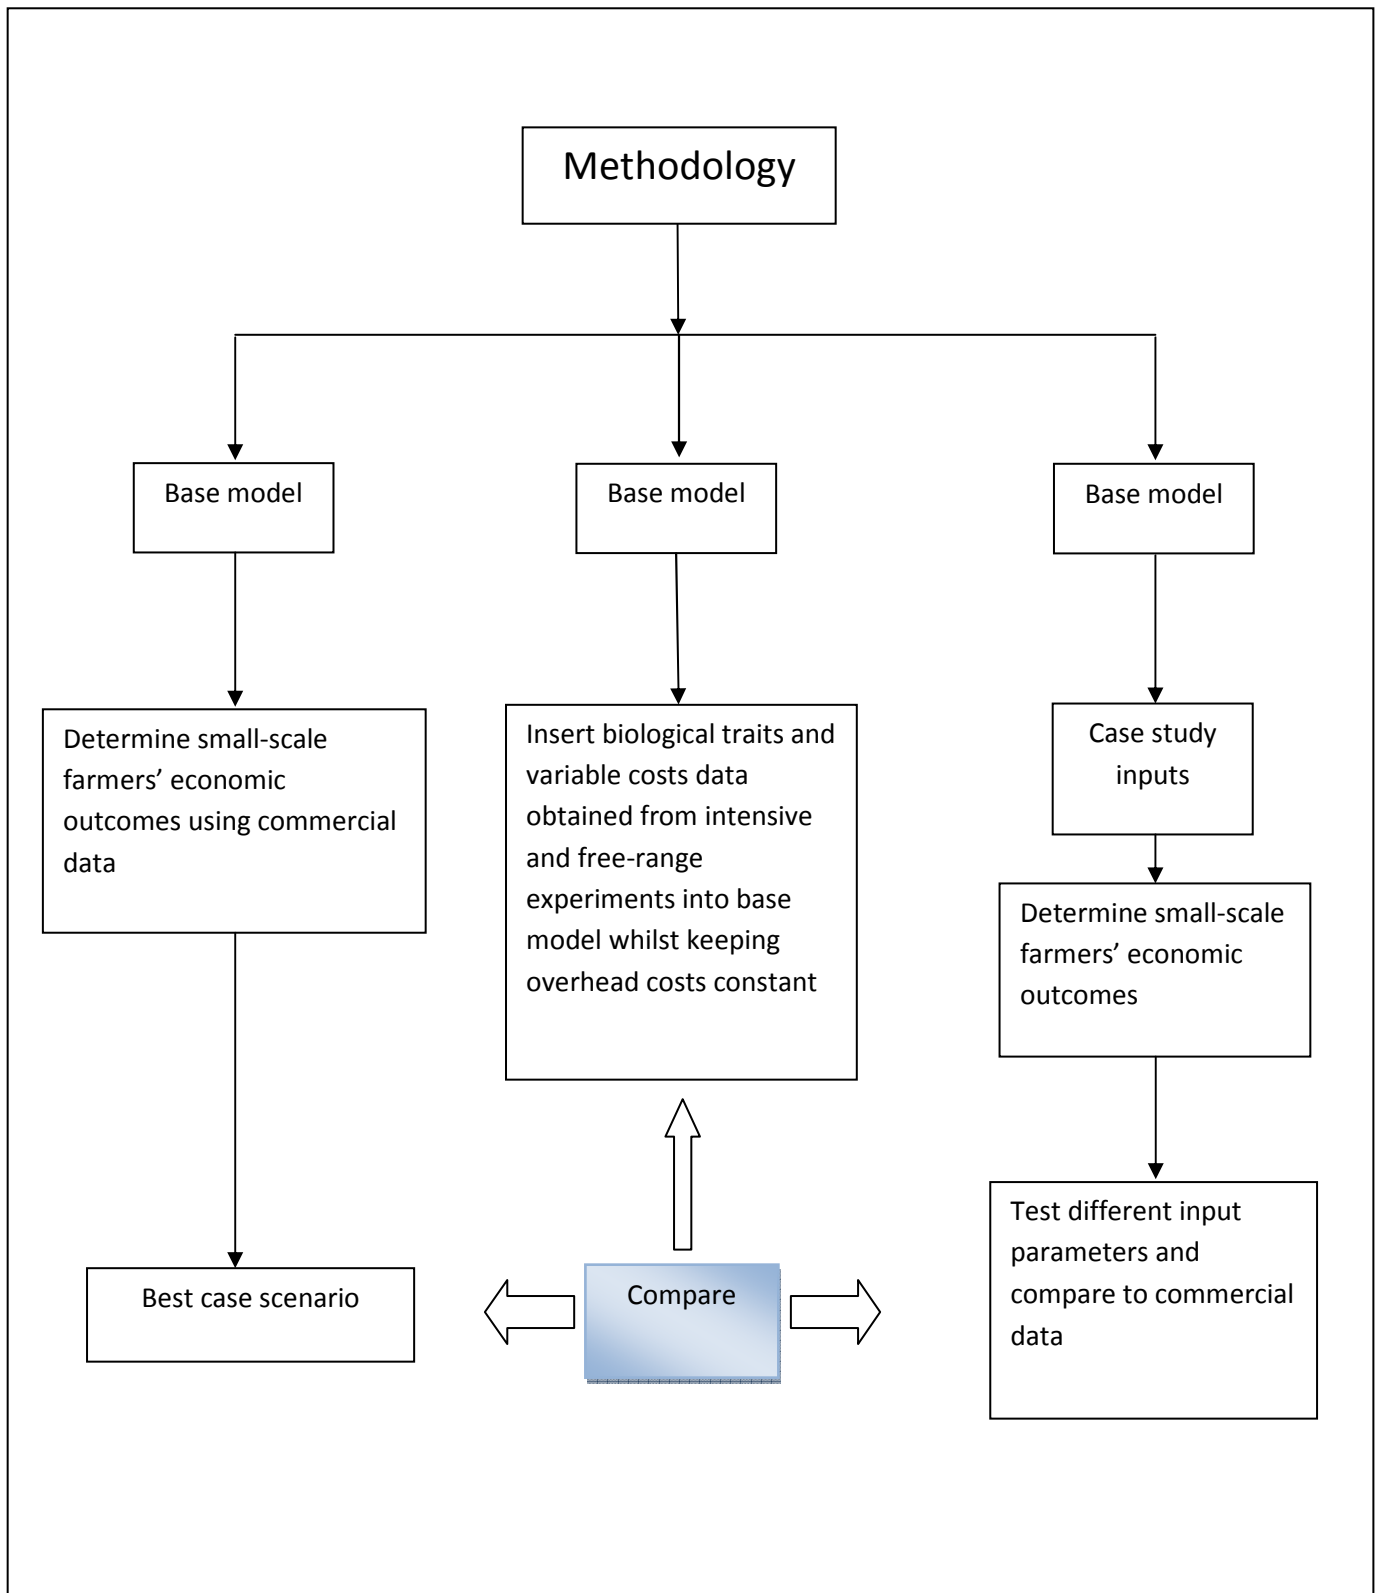 Methodology
Base model
Base model
Base model
Determine small-scale
farmers’ economic
outcomes using commercial
data
Insert biological traits and
variable costs data
obtained from intensive
and free-range
experiments into base
model whilst keeping
overhead costs constant
Case study
inputs
Determine small-scale
farmers’ economic
outcomes
Best case scenario
Compare
Test different input
parameters and
compare to commercial
data